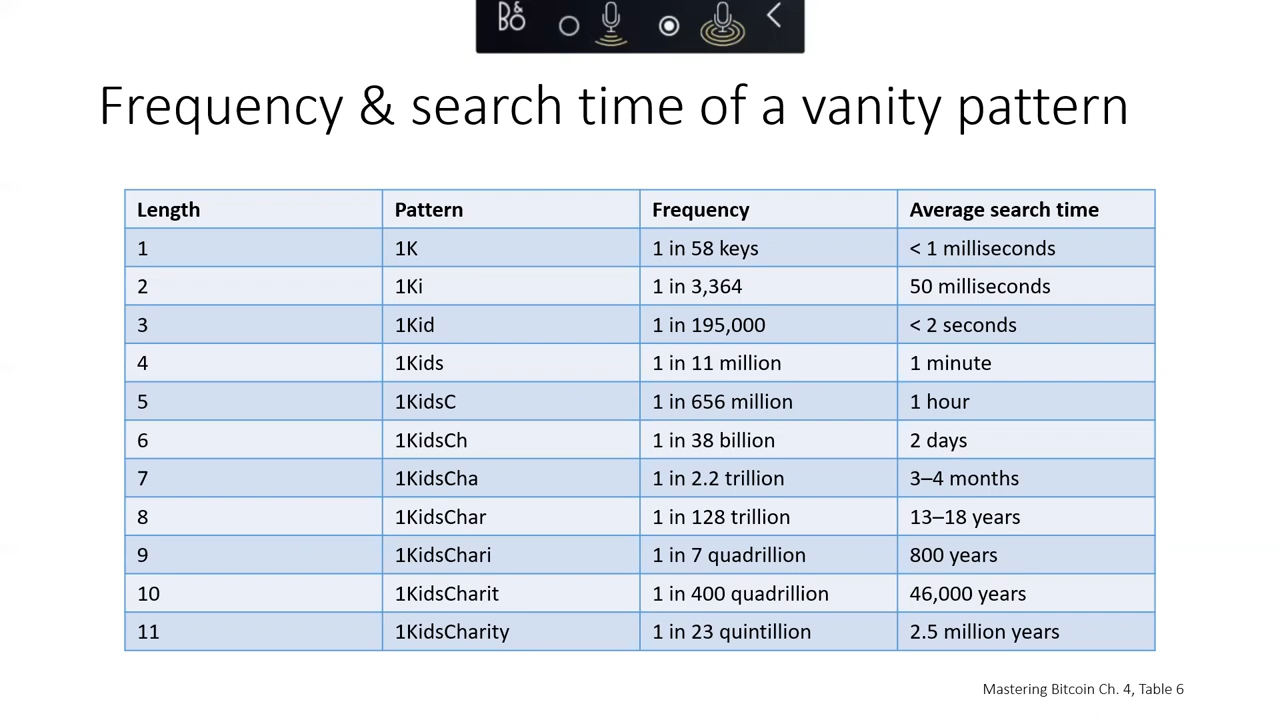 B&O
Frequency & search time of a vanity pattern
Length Pattern Frequency Average search time
1 1K 1 in 58 keys < 1 milliseconds
2 1Ki 1 in 3,364 50 milliseconds
3 1Kid 1 in 195,000 < 2 seconds
4 1Kids 1 in 11 million 1 minute
5 1KidsC 1 in 656 million 1 hour
6 1KidsCh 1 in 38 billion 2 days
7 1KidsCha 1 in 2.2 trillion 3–4 months
8 1KidsChar 1 in 128 trillion 13–18 years
9 1KidsChari 1 in 7 quadrillion 800 years
10 1KidsCharit 1 in 400 quadrillion 46,000 years
11 1KidsCharity 1 in 23 quintillion 2.5 million years
Mastering Bitcoin Ch. 4, Table 6